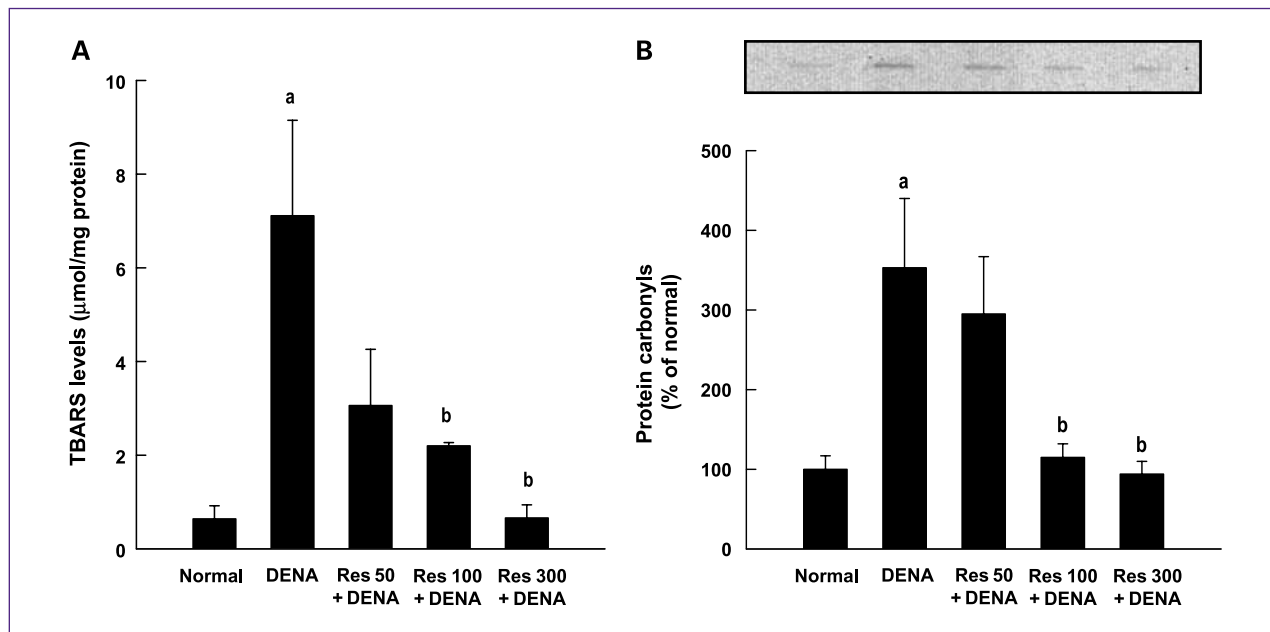 A
TBARS levels (μmol/mg protein)
10
8
6
4
2
0
a
b
b
Normal DENA Res 50 Res 100 Res 300
+ DENA + DENA + DENA
B
Protein carbonyls
(% of normal)
500
400
300
200
100
0
a
b
b
Normal DENA Res 50 Res 100 Res 300
+ DENA + DENA + DENA